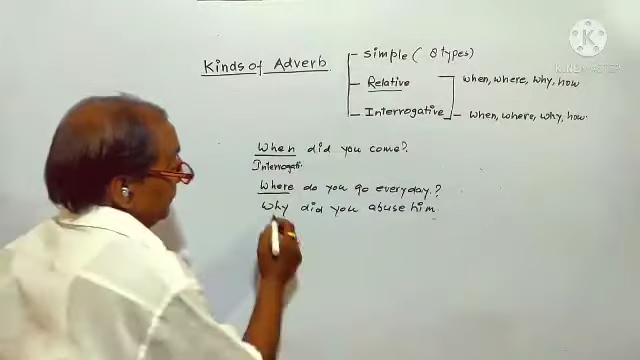 Kinds of Adverb
Simple ( 8 types)
Relative
when, where, why, how
Interrogative
when, where, why, how.
When did you come?
Interrogati
Where do you go everyday.?
Why did you abuse him.
KINEMASTER